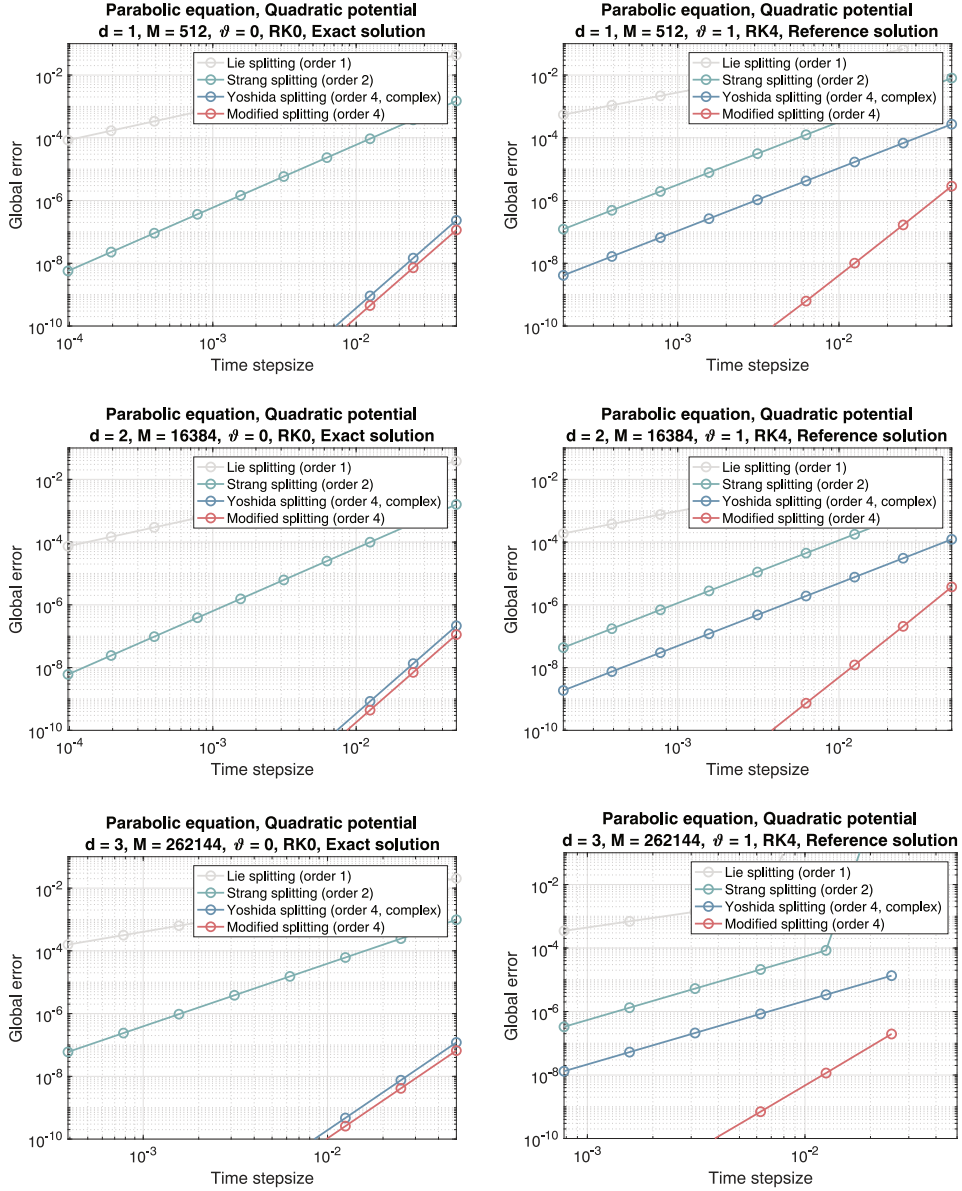 Parabolic equation, Quadratic potential
d = 1, M = 512, ϑ = 0, RK0, Exact solution
Lie splitting (order 1)
Strang splitting (order 2)
Yoshida splitting (order 4, complex)
Modified splitting (order 4)
10^-2
10^-4
10^-6
10^-8
10^-10
Global error
10^-4
10^-3
10^-2
Time stepsize
Parabolic equation, Quadratic potential
d = 1, M = 512, ϑ = 1, RK4, Reference solution
Lie splitting (order 1)
Strang splitting (order 2)
Yoshida splitting (order 4, complex)
Modified splitting (order 4)
10^-2
10^-4
10^-6
10^-8
10^-10
Global error
10^-3
10^-2
Time stepsize
Parabolic equation, Quadratic potential
d = 2, M = 16384, ϑ = 0, RK0, Exact solution
Lie splitting (order 1)
Strang splitting (order 2)
Yoshida splitting (order 4, complex)
Modified splitting (order 4)
10^-2
10^-4
10^-6
10^-8
10^-10
Global error
10^-4
10^-3
10^-2
Time stepsize
Parabolic equation, Quadratic potential
d = 2, M = 16384, ϑ = 1, RK4, Reference solution
Lie splitting (order 1)
Strang splitting (order 2)
Yoshida splitting (order 4, complex)
Modified splitting (order 4)
10^-2
10^-4
10^-6
10^-8
10^-10
Global error
10^-3
10^-2
Time stepsize
Parabolic equation, Quadratic potential
d = 3, M = 262144, ϑ = 0, RK0, Exact solution
Lie splitting (order 1)
Strang splitting (order 2)
Yoshida splitting (order 4, complex)
Modified splitting (order 4)
10^-2
10^-4
10^-6
10^-8
10^-10
Global error
10^-3
10^-2
Time stepsize
Parabolic equation, Quadratic potential
d = 3, M = 262144, ϑ = 1, RK4, Reference solution
Lie splitting (order 1)
Strang splitting (order 2)
Yoshida splitting (order 4, complex)
Modified splitting (order 4)
10^-2
10^-4
10^-6
10^-8
10^-10
Global error
10^-3
10^-2
Time stepsize